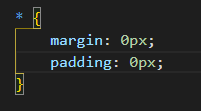 * {
    margin: 0px;
    padding: 0px;
}